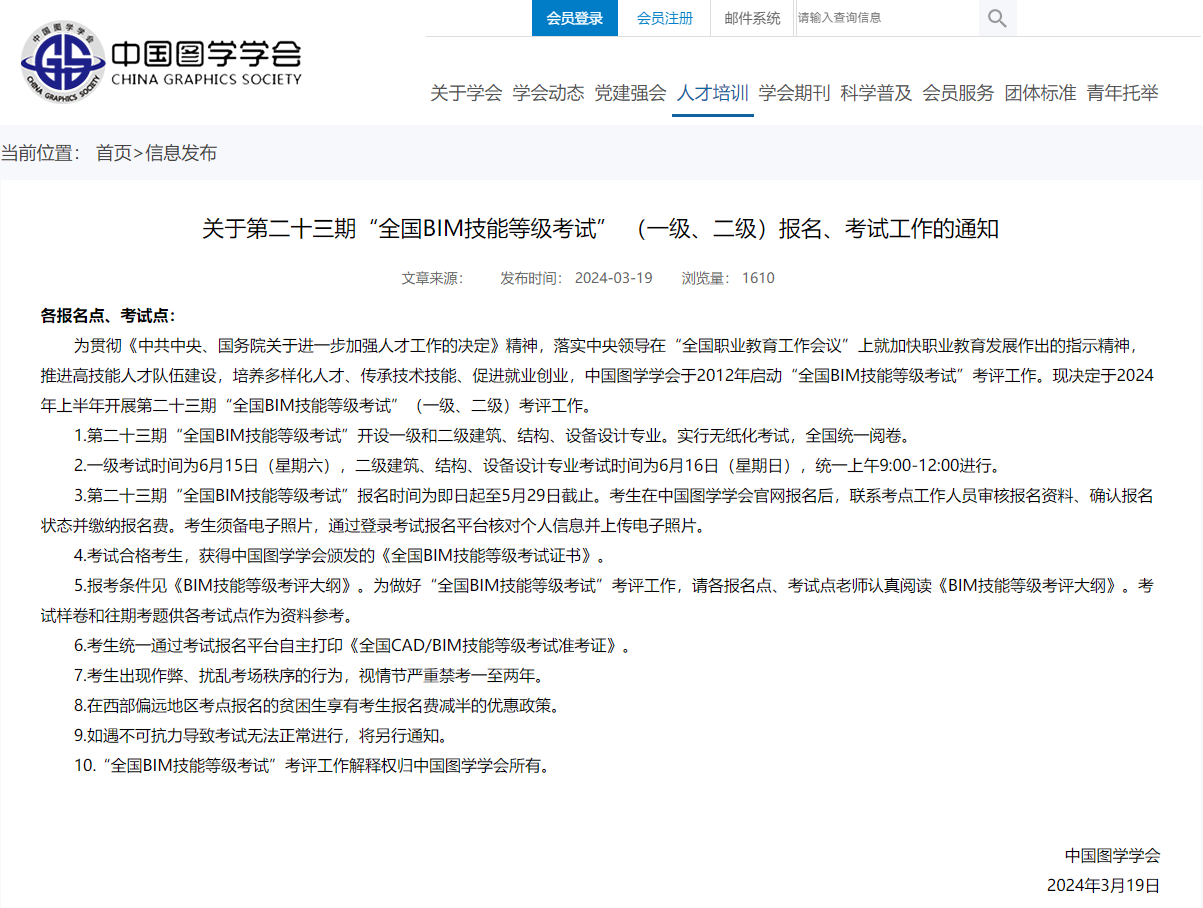 会员登录 会员注册 邮件系统 请输入查询信息
中国图学学会
CHINA GRAPHICS SOCIETY
中国图学学会
CHINA GRAPHICS SOCIETY
关于学会 学会动态 党建强会 人才培训 学会期刊 科学普及 会员服务 团体标准 青年托举
当前位置： 首页>信息发布
关于第二十三期“全国BIM技能等级考试” （一级、二级）报名、考试工作的通知
文章来源： 发布时间： 2024-03-19 浏览量： 1610
各报名点、考试点：
为贯彻《中共中央、国务院关于进一步加强人才工作的决定》精神，落实中央领导在“全国职业教育工作会议”上就加快职业教育发展作出的指示精神，
推进高技能人才队伍建设，培养多样化人才、传承技术技能、促进就业创业，中国图学学会于2012年启动“全国BIM技能等级考试”考评工作。现决定于2024
年上半年开展第二十三期“全国BIM技能等级考试”（一级、二级）考评工作。
1.第二十三期“全国BIM技能等级考试”开设一级和二级建筑、结构、设备设计专业。实行无纸化考试，全国统一阅卷。
2.一级考试时间为6月15日（星期六），二级建筑、结构、设备设计专业考试时间为6月16日（星期日），统一上午9:00-12:00进行。
3.第二十三期“全国BIM技能等级考试”报名时间为即日起至5月29日截止。考生在中国图学学会官网报名后，联系考点工作人员审核报名资料、确认报名
状态并缴纳报名费。考生须备电子照片，通过登录考试报名平台核对个人信息并上传电子照片。
4.考试合格考生，获得中国图学学会颁发的《全国BIM技能等级考试证书》。
5.报考条件见《BIM技能等级考评大纲》。为做好“全国BIM技能等级考试”考评工作，请各报名点、考试点老师认真阅读《BIM技能等级考评大纲》。考
试样卷和往期考题供各考试点作为资料参考。
6.考生统一通过考试报名平台自主打印《全国CAD/BIM技能等级考试准考证》。
7.考生出现作弊、扰乱考场秩序的行为，视情节严重禁考一至两年。
8.在西部偏远地区考点报名的贫困生享有考生报名费减半的优惠政策。
9.如遇不可抗力导致考试无法正常进行，将另行通知。
10.“全国BIM技能等级考试”考评工作解释权归中国图学学会所有。
中国图学学会
2024年3月19日